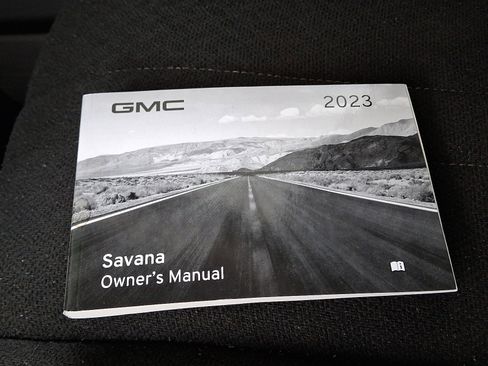 GMC 2023
Savana
Owner's Manual